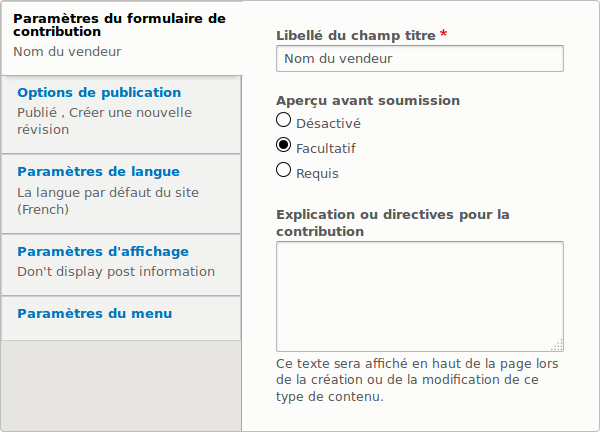 Paramètres du formulaire de
contribution
Nom du vendeur
Options de publication
Publié , Créer une nouvelle
révision
Paramètres de langue
La langue par défaut du site
(French)
Paramètres d'affichage
Don't display post information
Paramètres du menu
Libellé du champ titre *
Nom du vendeur
Aperçu avant soumission
Désactivé
Facultatif
Requis
Explication ou directives pour la
contribution
Ce texte sera affiché en haut de la page lors
de la création ou de la modification de ce
type de contenu.